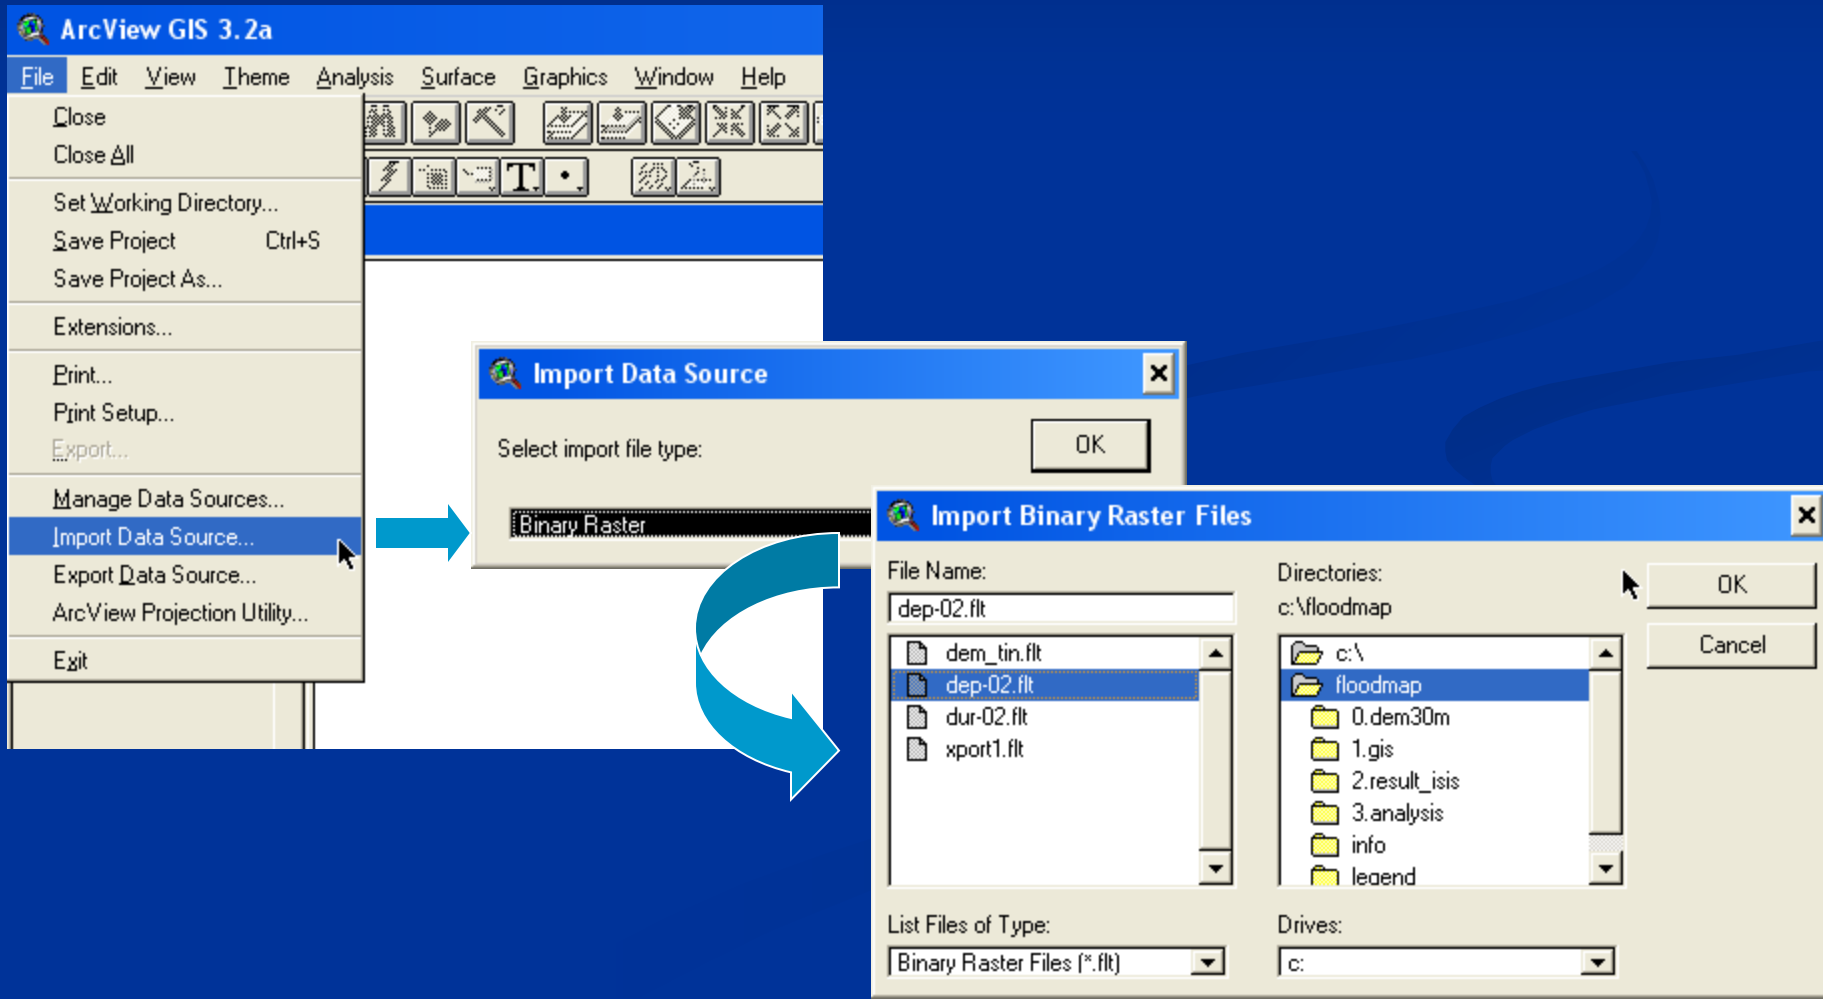 ArcView GIS 3.2a
File Edit View Theme Analysis Surface Graphics Window Help
Close
Close All
Set Working Directory...
Save Project Ctrl+S
Save Project As...
Extensions...
Print...
Print Setup...
Export...
Manage Data Sources...
Import Data Source...
Export Data Source...
ArcView Projection Utility...
Exit
T
Import Data Source
Select import file type:
OK
Binary Raster
Import Binary Raster Files
File Name:
dep-02.flt
dem_tin.flt
dep-02.flt
dur-02.flt
xport1.flt
List Files of Type:
Binary Raster Files (*.flt)
Directories:
c:\floodmap
c:\
floodmap
0.dem30m
1.gis
2.result_isis
3.analysis
info
legend
Drives:
c:
OK
Cancel